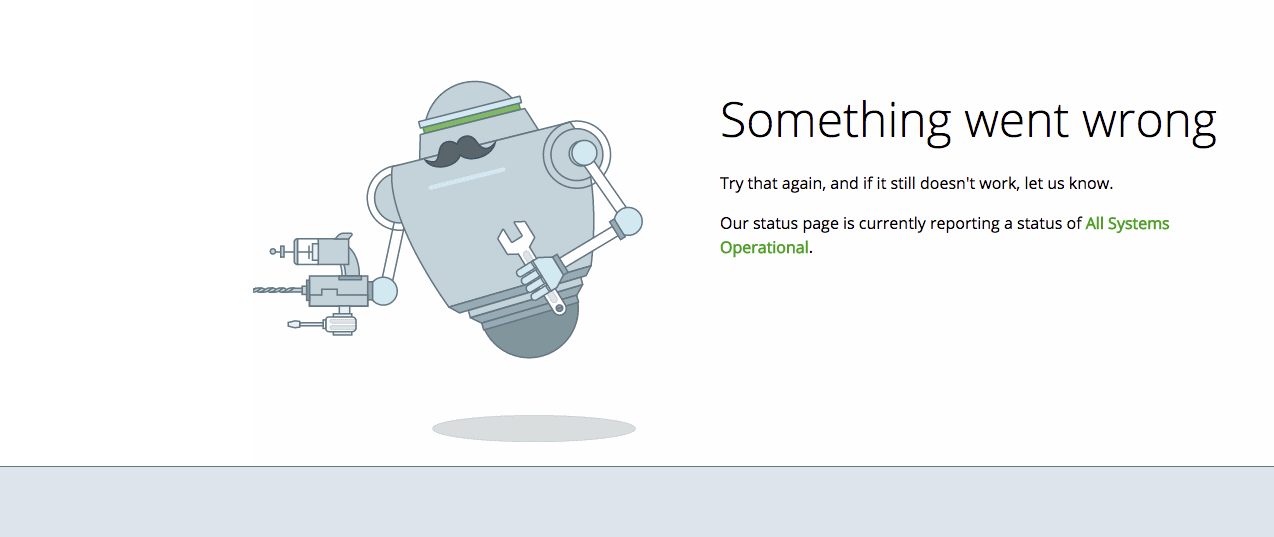 Something went wrong
Try that again, and if it still doesn't work, let us know.
Our status page is currently reporting a status of All Systems
Operational.